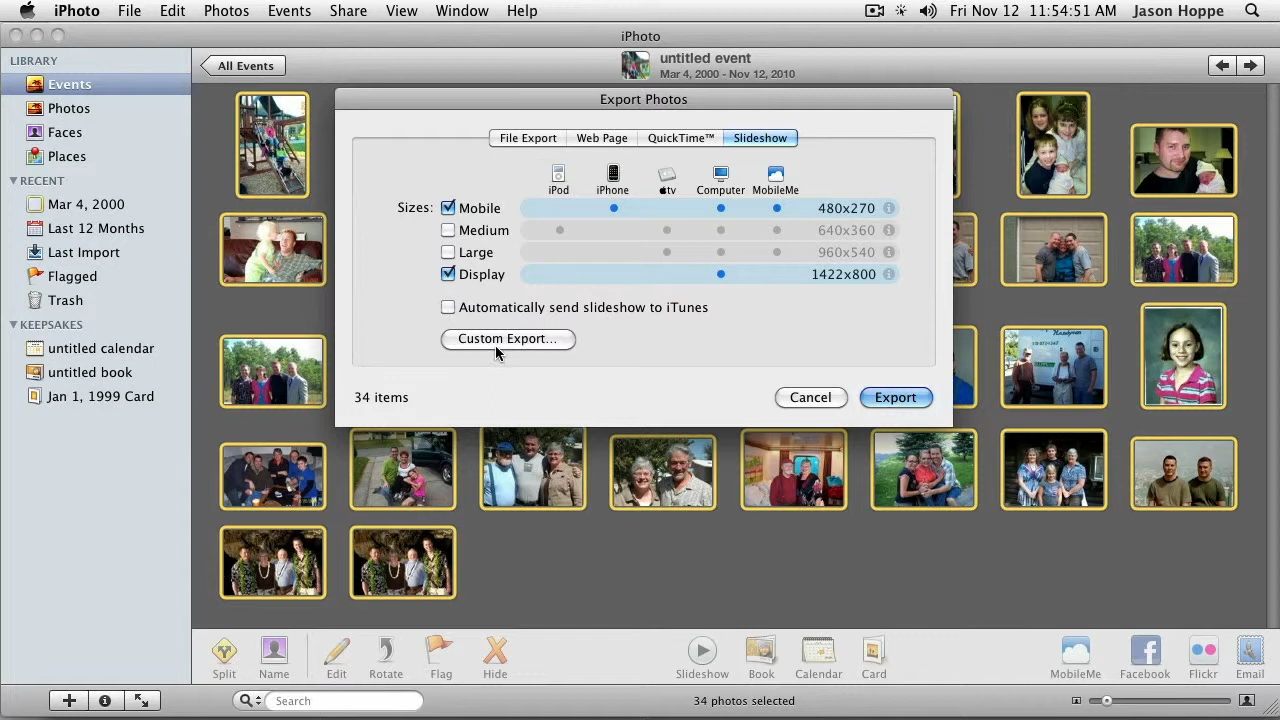 iPhoto File Edit Photos Events Share View Window Help Fri Nov 12 11:54:51 AM Jason Hoppe
iPhoto
LIBRARY
Events
Photos
Faces
Places
RECENT
Mar 4, 2000
Last 12 Months
Last Import
Flagged
Trash
KEEPSAKES
untitled calendar
untitled book
Jan 1, 1999 Card
All Events
untitled event
Mar 4, 2000 - Nov 12, 2010
Export Photos
File Export Web Page QuickTime™ Slideshow
iPod iPhone tv Computer MobileMe
Sizes: Mobile 480x270
Medium 640x360
Large 960x540
Display 1422x800
Automatically send slideshow to iTunes
Custom Export...
34 items Cancel Export
Split Name Edit Rotate Flag Hide Slideshow Book Calendar Card MobileMe Facebook Flickr Email
Search 34 photos selected